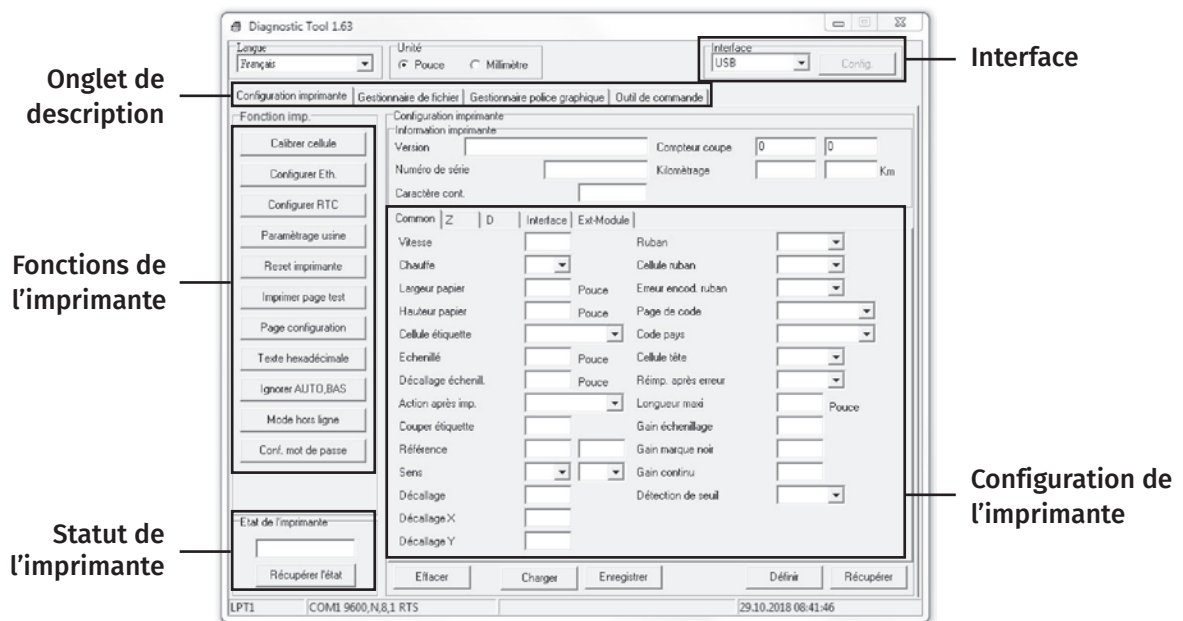 Diagnostic Tool 1.63
Langue
Français
Unité
Pouce
Millimètre
Interface
USB
Config.
Interface
Onglet de
description
Configuration imprimante
Gestionnaire de fichier
Gestionnaire police graphique
Outil de commande
Fonction imp.
Calibrer cellule
Configurer Eth.
Configurer RTC
Paramètrage usine
Reset imprimante
Imprimer page test
Page configuration
Texte hexadécimale
Ignorer AUTO,BAS
Mode hors ligne
Conf. mot de passe
Fonctions de
l’imprimante
Configuration imprimante
Information imprimante
Version
Compteur coupe
0
0
Numéro de série
Kilomètrage
Km
Caractère cont.
Common
Z
D
Interface
Ext-Module
Vitesse
Ruban
Chauffe
Cellule ruban
Largeur papier
Pouce
Erreur encod. ruban
Hauteur papier
Pouce
Page de code
Cellule étiquette
Code pays
Echenillé
Pouce
Cellule tête
Décallage échenill.
Pouce
Réimp. après erreur
Action après imp.
Longueur maxi
Pouce
Couper étiquette
Gain échenillage
Référence
Gain marque noir
Sens
Gain continu
Décallage
Détection de seuil
Décallage X
Décallage Y
Configuration de
l’imprimante
Statut de
l’imprimante
Etat de l'imprimante
Récupérer l'état
Effacer
Charger
Enregistrer
Définir
Récupérer
LPT1
COM1 9600,N,8,1 RTS
29.10.2018 08:41:46